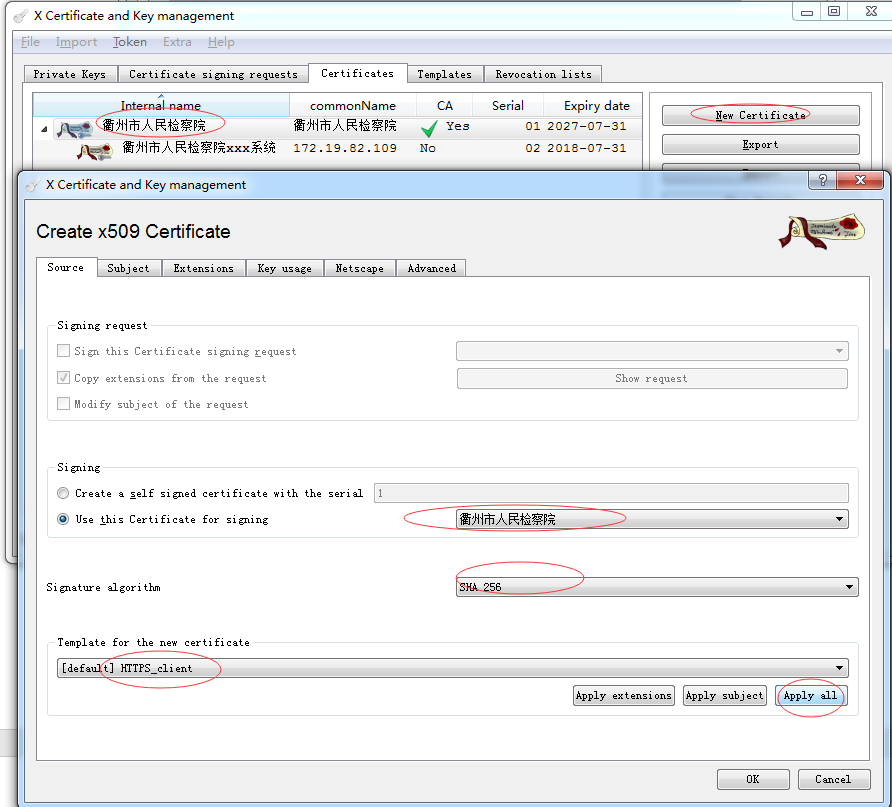 X Certificate and Key management
File Import Token Extra Help
Private Keys Certificate signing requests Certificates Templates Revocation lists
Internal name commonName CA Serial Expiry date
衢州市人民检察院 衢州市人民检察院 Yes 01 2027-07-31
衢州市人民检察院xxx系统 172.19.82.109 No 02 2018-07-31
New Certificate
Export
X Certificate and Key management
Create x509 Certificate
Source Subject Extensions Key usage Netscape Advanced
Signing request
Sign this Certificate signing request
Copy extensions from the request Show request
Modify subject of the request
Signing
Create a self signed certificate with the serial 1
Use this Certificate for signing 衢州市人民检察院
Signature algorithm SHA 256
Template for the new certificate
[default] HTTPS_client
Apply extensions Apply subject Apply all
OK Cancel